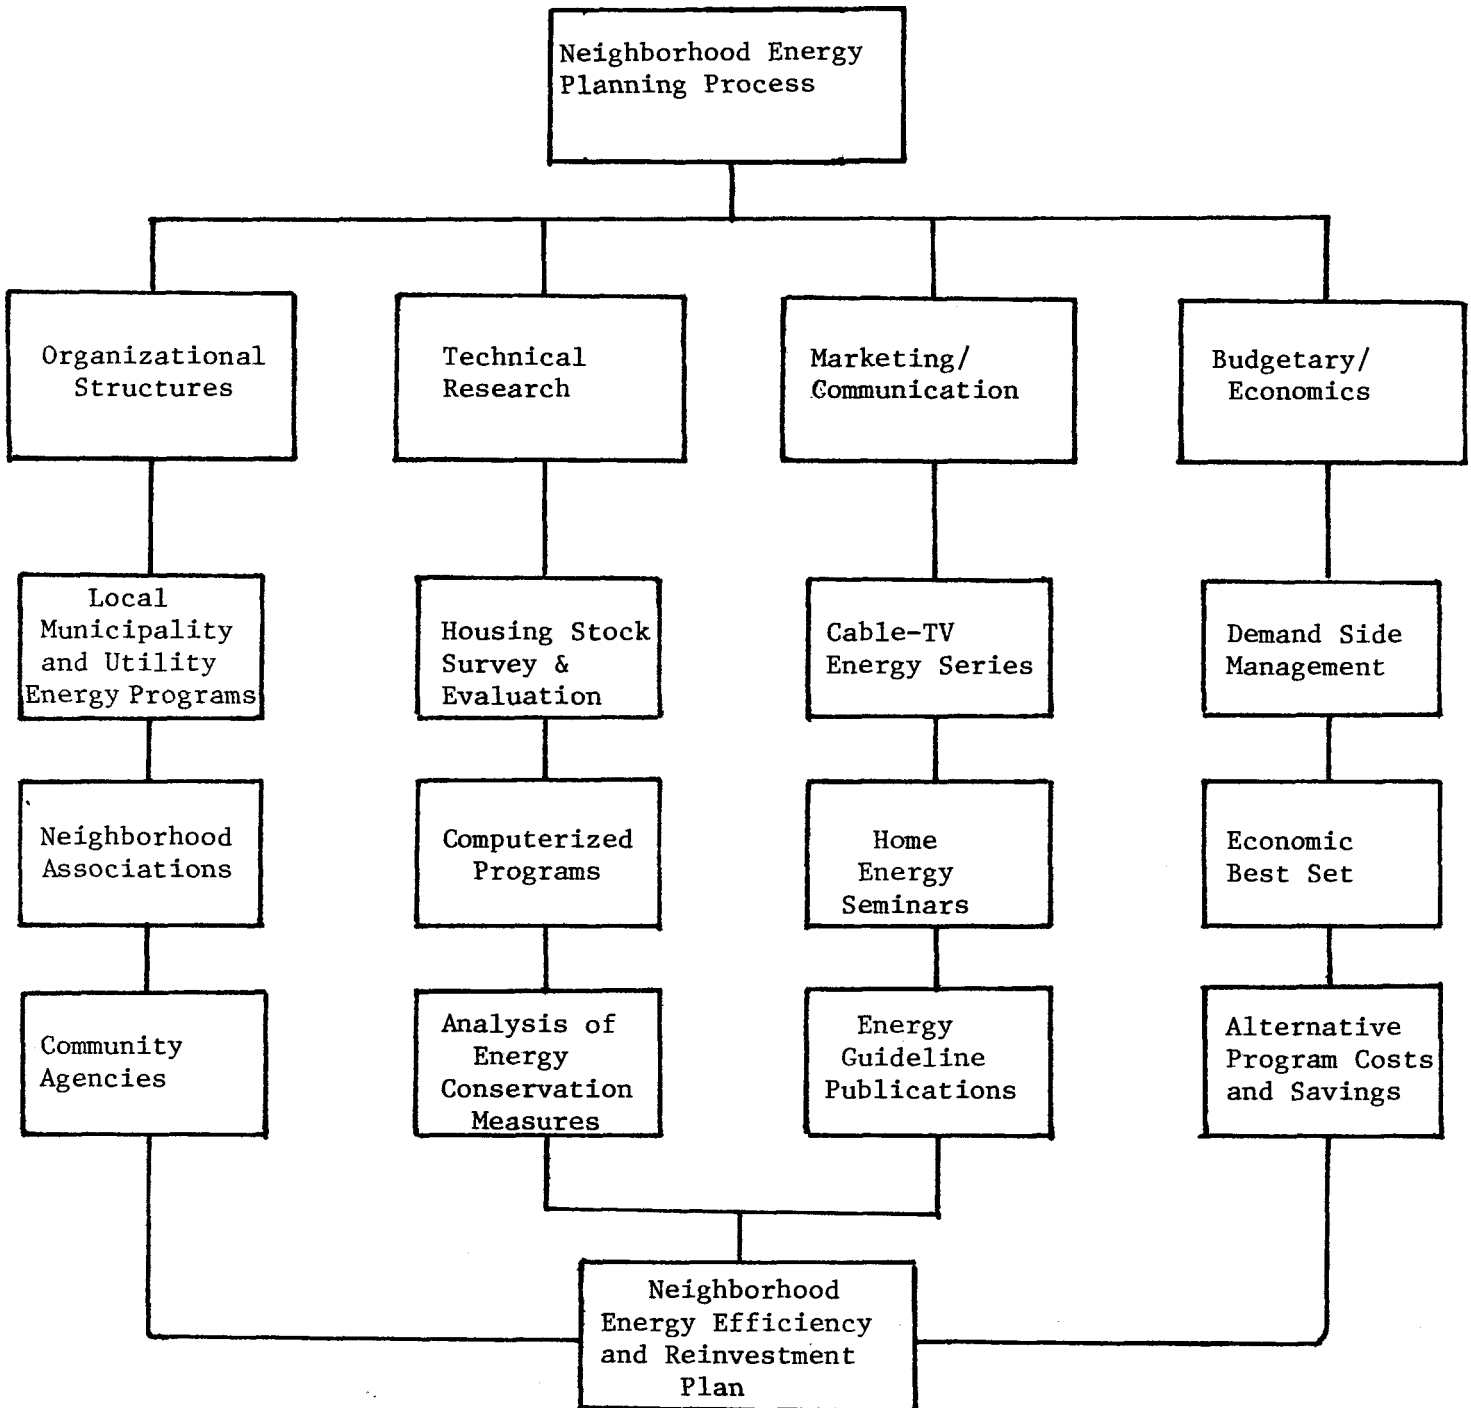 Neighborhood Energy
Planning Process
Organizational
Structures
Technical
Research
Marketing/
Communication
Budgetary/
Economics
Local
Municipality
and Utility
Energy Programs
Housing Stock
Survey &
Evaluation
Cable-TV
Energy Series
Demand Side
Management
Neighborhood
Associations
Computerized
Programs
Home
Energy
Seminars
Economic
Best Set
Community
Agencies
Analysis of
Energy
Conservation
Measures
Energy
Guideline
Publications
Alternative
Program Costs
and Savings
Neighborhood
Energy Efficiency
and Reinvestment
Plan